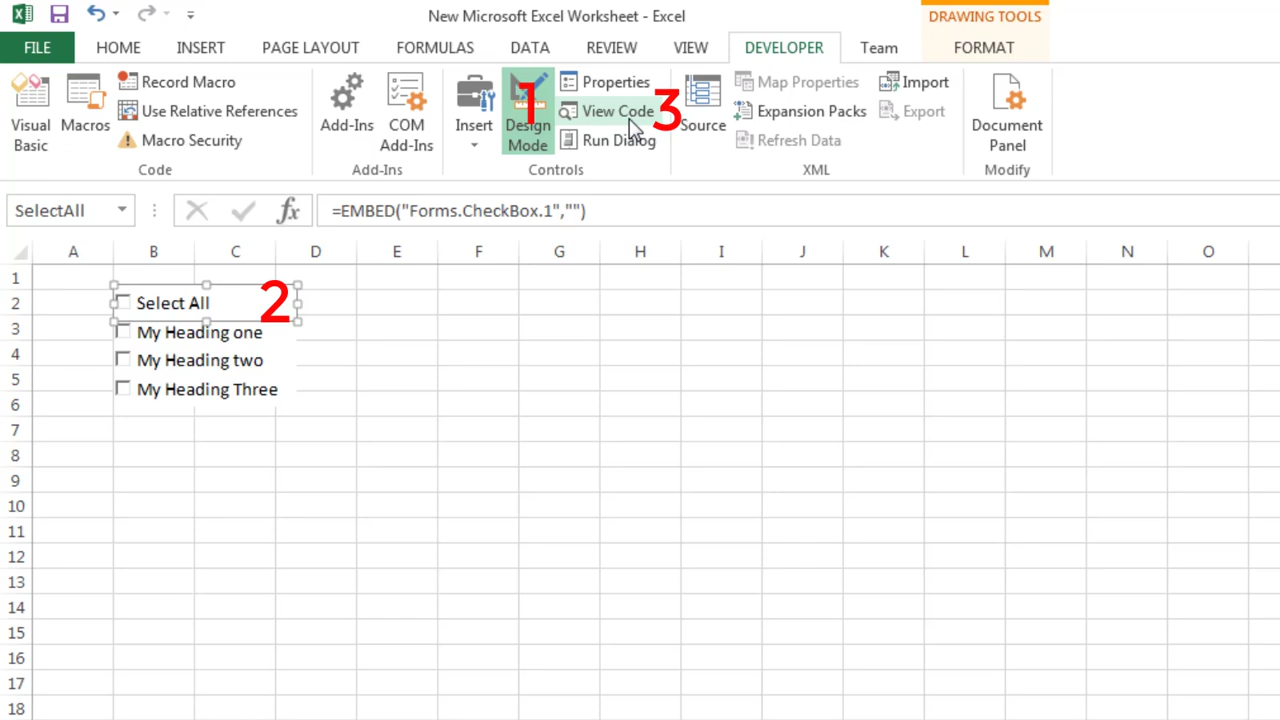 New Microsoft Excel Worksheet - Excel
DRAWING TOOLS
FILE HOME INSERT PAGE LAYOUT FORMULAS DATA REVIEW VIEW DEVELOPER Team FORMAT
Visual Basic
Macros
Record Macro
Use Relative References
Macro Security
Code
Add-Ins
COM Add-Ins
Add-Ins
Insert
Design Mode
1
Properties
View Code
3
Run Dialog
Controls
Source
Map Properties
Expansion Packs
Refresh Data
Import
Export
XML
Document Panel
Modify
SelectAll
fx
=EMBED("Forms.CheckBox.1","")
A B C D E F G H I J K L M N O
1
2 Select All 2
3 My Heading one
4 My Heading two
5 My Heading Three
6
7
8
9
10
11
12
13
14
15
16
17
18